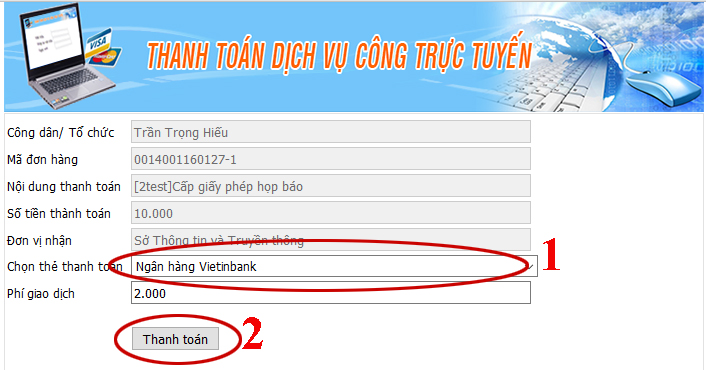 THANH TOÁN DỊCH VỤ CÔNG TRỰC TUYẾN
VISA
Công dân/ Tổ chức Trần Trọng Hiếu
Mã đơn hàng 0014001160127-1
Nội dung thanh toán [2test]Cấp giấy phép họp báo
Số tiền thành toán 10.000
Đơn vị nhận Sở Thông tin và Truyền thông
Chọn thẻ thanh toán Ngân hàng Vietinbank 1
Phí giao dịch 2.000
Thanh toán 2